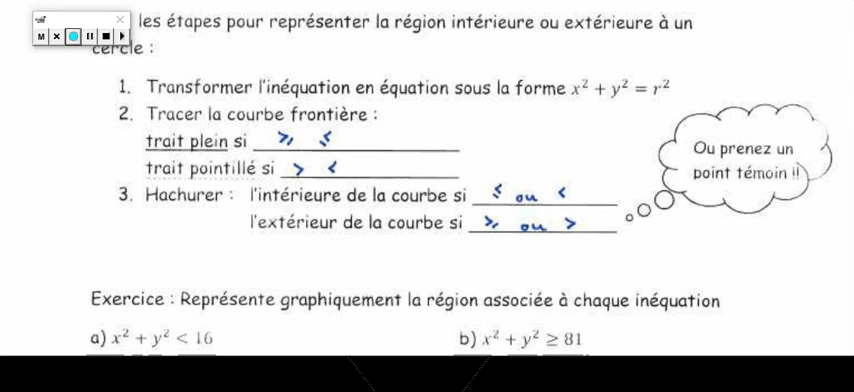 les étapes pour représenter la région intérieure ou extérieure à un
cercle :
1. Transformer l'inéquation en équation sous la forme x² + y² = r²
2. Tracer la courbe frontière :
trait plein si ≥ ≤
trait pointillé si > <
3. Hachurer : l'intérieure de la courbe si ≤ ou <
l'extérieur de la courbe si ≥ ou >
Ou prenez un
point témoin !!
Exercice : Représente graphiquement la région associée à chaque inéquation
a) x² + y² < 16
b) x² + y² ≥ 81